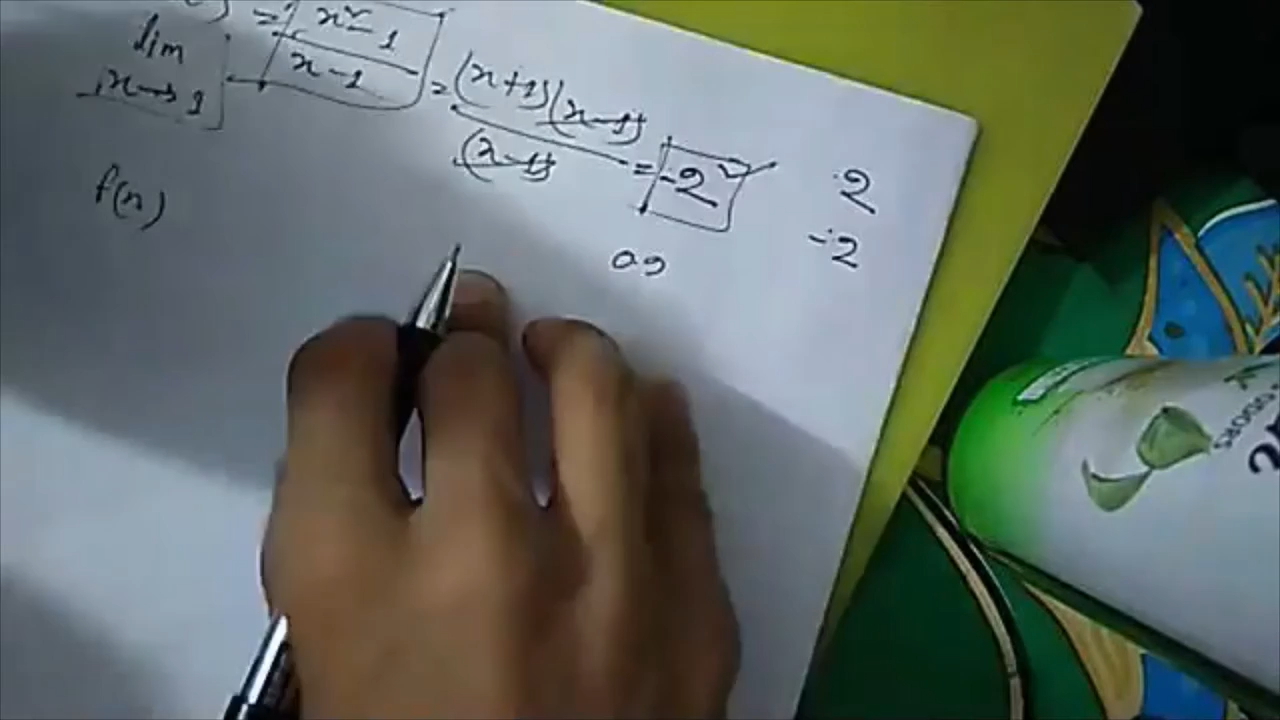 = x² - 1
lim x - 1 = (x+1)(x-1)
x→1 (x-1) = -2 2
f(n) -2